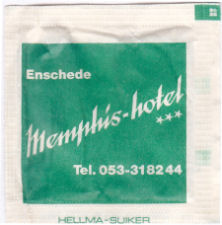 Enschede
Memphis-hotel
Tel. 053-318244
HELLMA-SUIKER